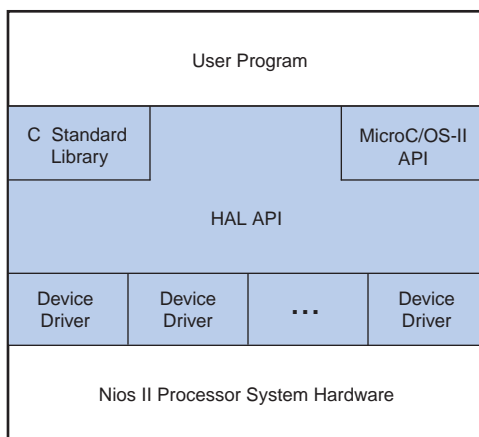 User Program
C Standard
Library
MicroC/OS-II
API
HAL API
Device
Driver
Device
Driver
...
Device
Driver
Nios II Processor System Hardware